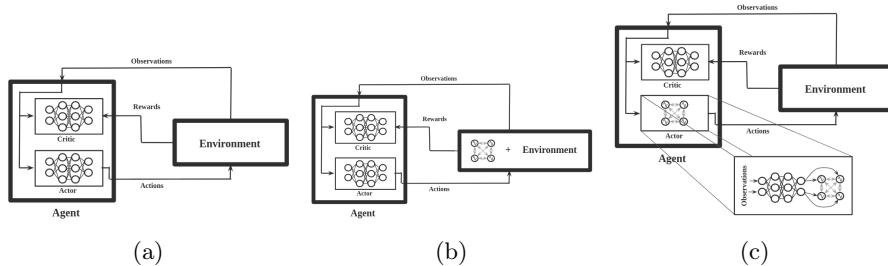 Observations
Rewards
Critic
Environment
Actor
Actions
Agent
(a)
Observations
Rewards
Critic
+ Environment
Actor
Actions
Agent
(b)
Observations
Rewards
Critic
Environment
Actor
Actions
Agent
Observations
(c)